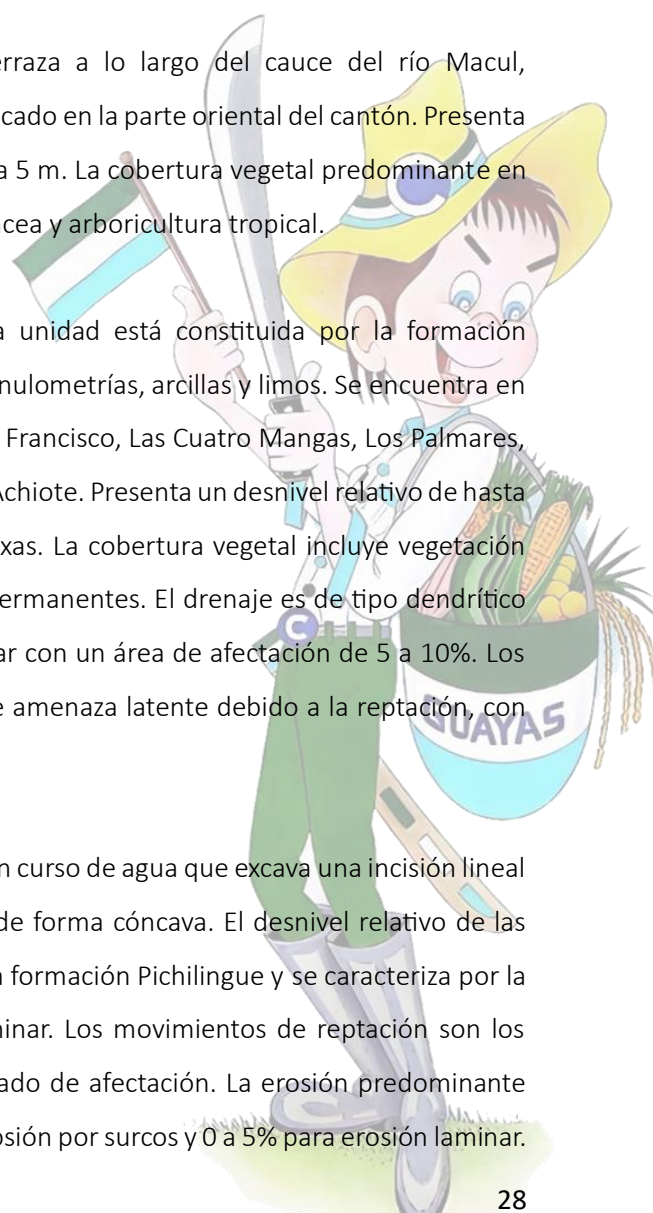 erraza a lo largo del cauce del río Macul,
cado en la parte oriental del cantón. Presenta
a 5 m. La cobertura vegetal predominante en
cea y arboricultura tropical.
a unidad está constituida por la formación
nulometrías, arcillas y limos. Se encuentra en
Francisco, Las Cuatro Mangas, Los Palmares,
Achiote. Presenta un desnivel relativo de hasta
xas. La cobertura vegetal incluye vegetación
ermanentes. El drenaje es de tipo dendrítico
ar con un área de afectación de 5 a 10%. Los
e amenaza latente debido a la reptación, con
n curso de agua que excava una incisión lineal
de forma cóncava. El desnivel relativo de las
a formación Pichilingue y se caracteriza por la
ninar. Los movimientos de reptación son los
ado de afectación. La erosión predominante
osión por surcos y 0 a 5% para erosión laminar.
C
C
GUAYAS
28